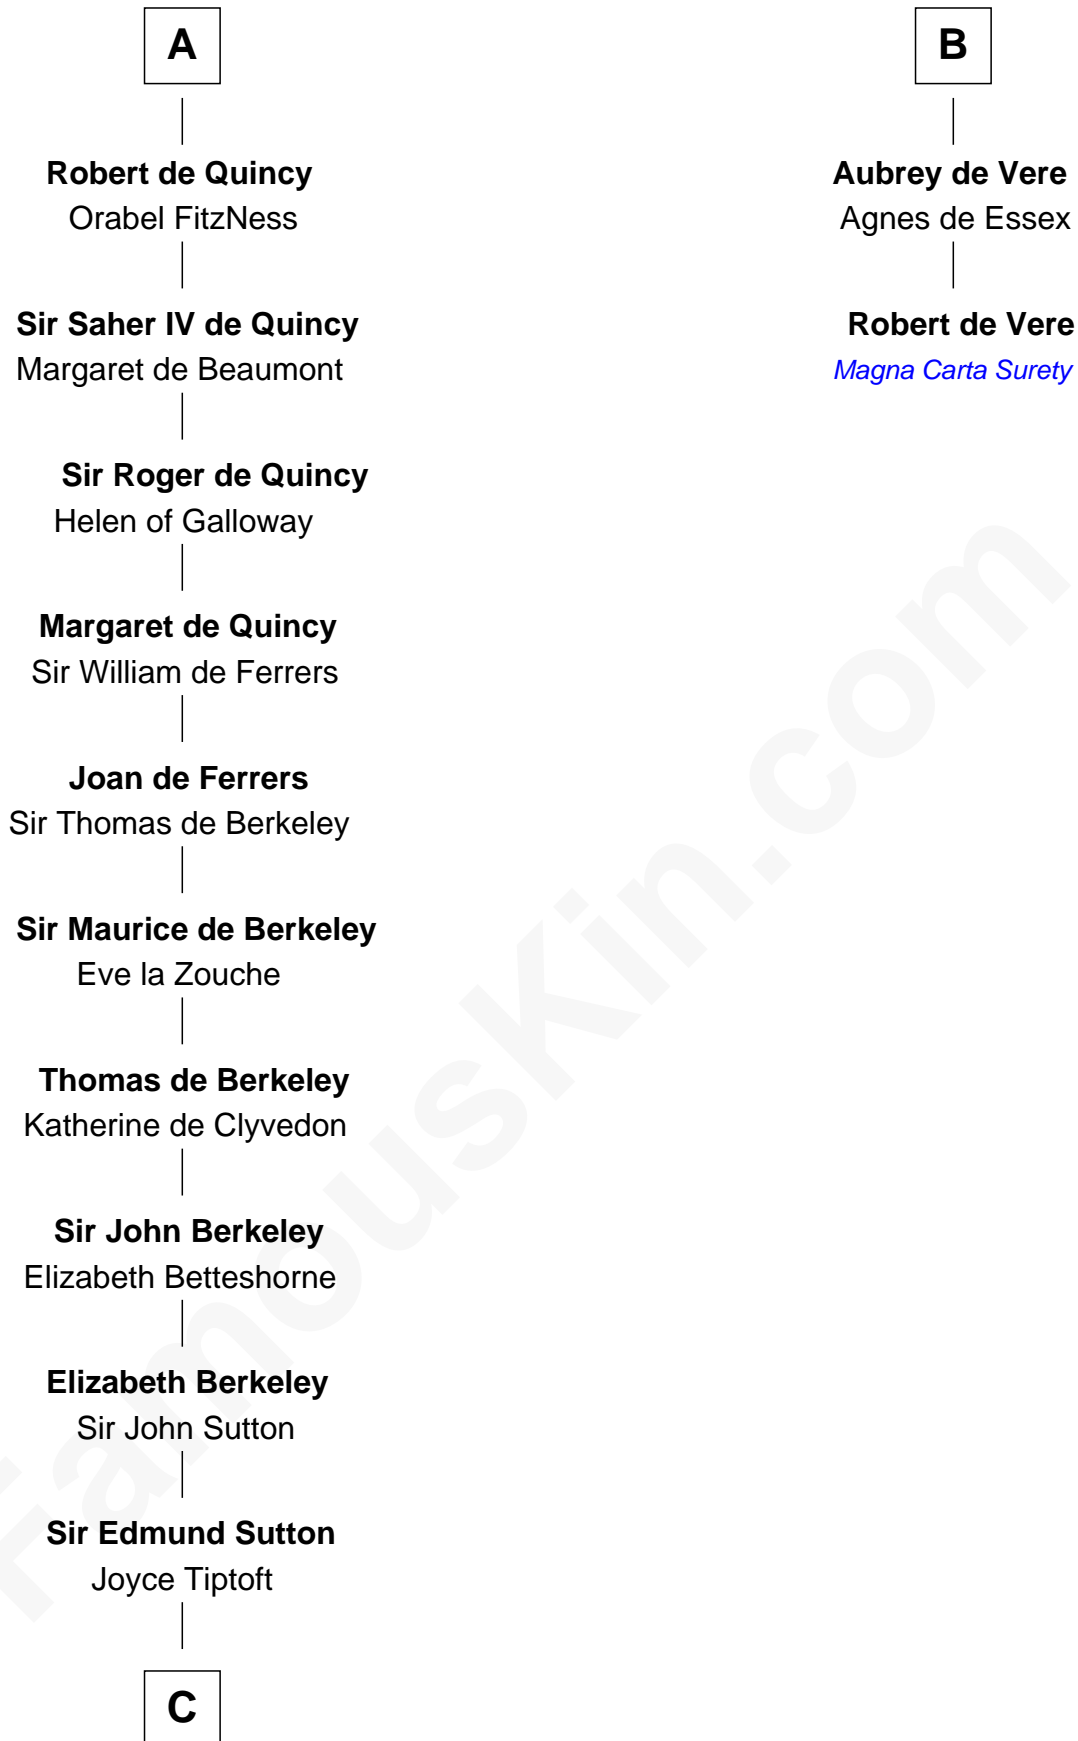 A
Robert de Quincy
Orabel FitzNess
Sir Saher IV de Quincy
Margaret de Beaumont
Sir Roger de Quincy
Helen of Galloway
Margaret de Quincy
Sir William de Ferrers
Joan de Ferrers
Sir Thomas de Berkeley
Sir Maurice de Berkeley
Eve la Zouche
Thomas de Berkeley
Katherine de Clyvedon
Sir John Berkeley
Elizabeth Betteshorne
Elizabeth Berkeley
Sir John Sutton
Sir Edmund Sutton
Joyce Tiptoft
C
B
Aubrey de Vere
Agnes de Essex
Robert de Vere
Magna Carta Surety
FamousKin.com